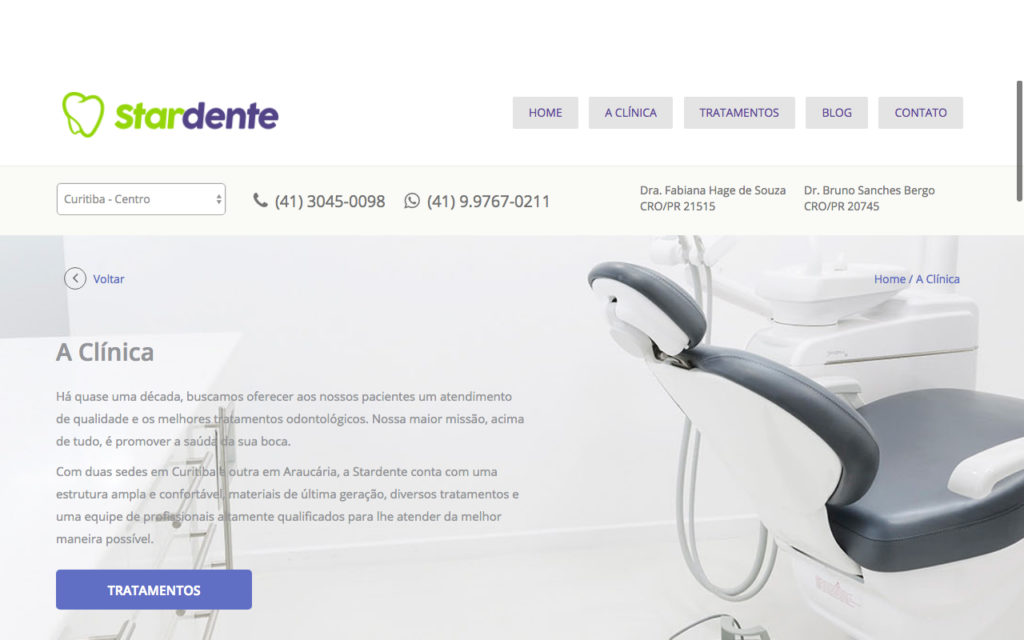 Stardente
HOME
A CLÍNICA
TRATAMENTOS
BLOG
CONTATO
Curitiba - Centro
(41) 3045-0098
(41) 9.9767-0211
Dra. Fabiana Hage de Souza
CRO/PR 21515
Dr. Bruno Sanches Bergo
CRO/PR 20745
Voltar
Home / A Clínica
A Clínica
Há quase uma década, buscamos oferecer aos nossos pacientes um atendimento
de qualidade e os melhores tratamentos odontológicos. Nossa maior missão, acima
de tudo, é promover a saúda da sua boca.
Com duas sedes em Curitiba e outra em Araucária, a Stardente conta com uma
estrutura ampla e confortável, materiais de última geração, diversos tratamentos e
uma equipe de profissionais altamente qualificados para lhe atender da melhor
maneira possível.
TRATAMENTOS